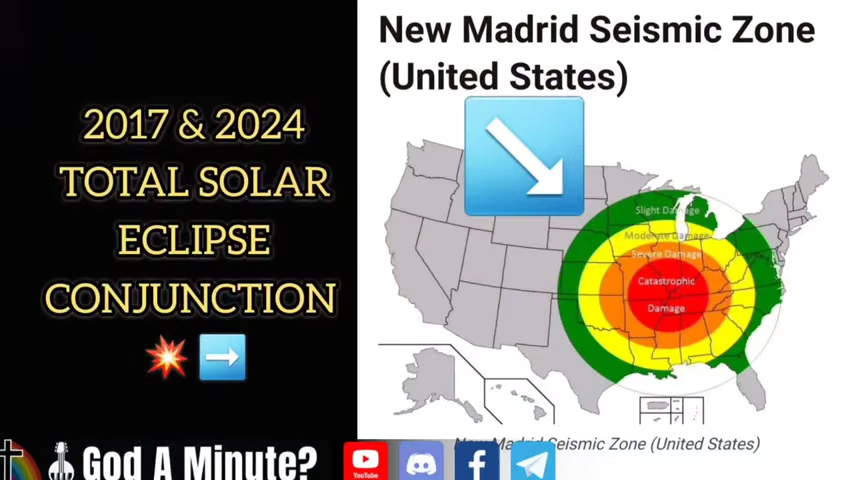 2017 & 2024
TOTAL SOLAR
ECLIPSE
CONJUNCTION
New Madrid Seismic Zone
(United States)
Slight Damage
Moderate Damage
Severe Damage
Catastrophic
Damage
New Madrid Seismic Zone (United States)
God A Minute?
YouTube